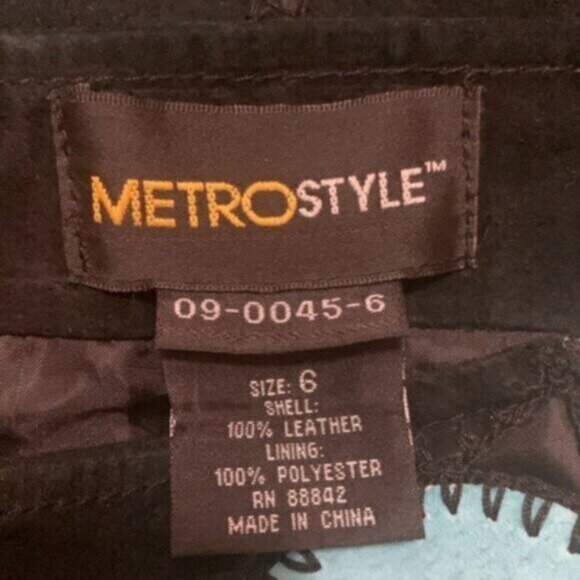 METROSTYLE™
09-0045-6
SIZE: 6
SHELL:
100% LEATHER
LINING:
100% POLYESTER
RN 88842
MADE IN CHINA